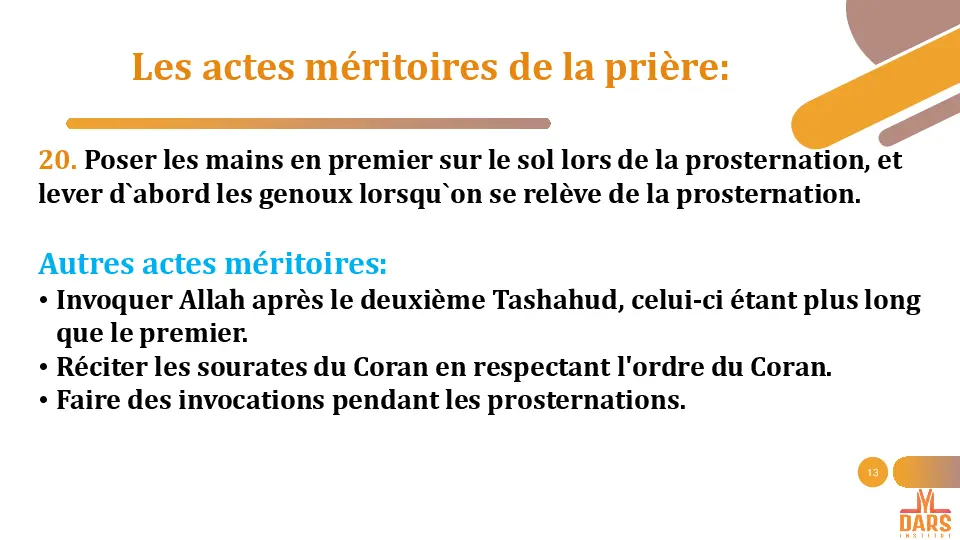 Les actes méritoires de la prière:
20. Poser les mains en premier sur le sol lors de la prosternation, et
lever d`abord les genoux lorsqu`on se relève de la prosternation.
Autres actes méritoires:
• Invoquer Allah après le deuxième Tashahud, celui-ci étant plus long
que le premier.
• Réciter les sourates du Coran en respectant l'ordre du Coran.
• Faire des invocations pendant les prosternations.
13
DARS
INSTITUT